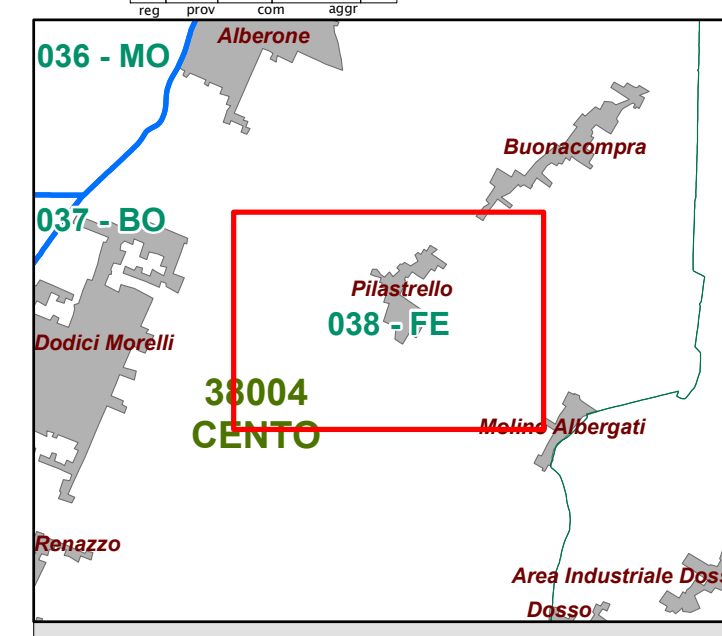 reg prov com aggr
Alberone
036 - MO
Buonacompra
037 - BO
Pilastrello
038 - FE
Dodici Morelli
38004
CENTO
Molino Albergati
Renazzo
Area Industriale Doss
Dosso